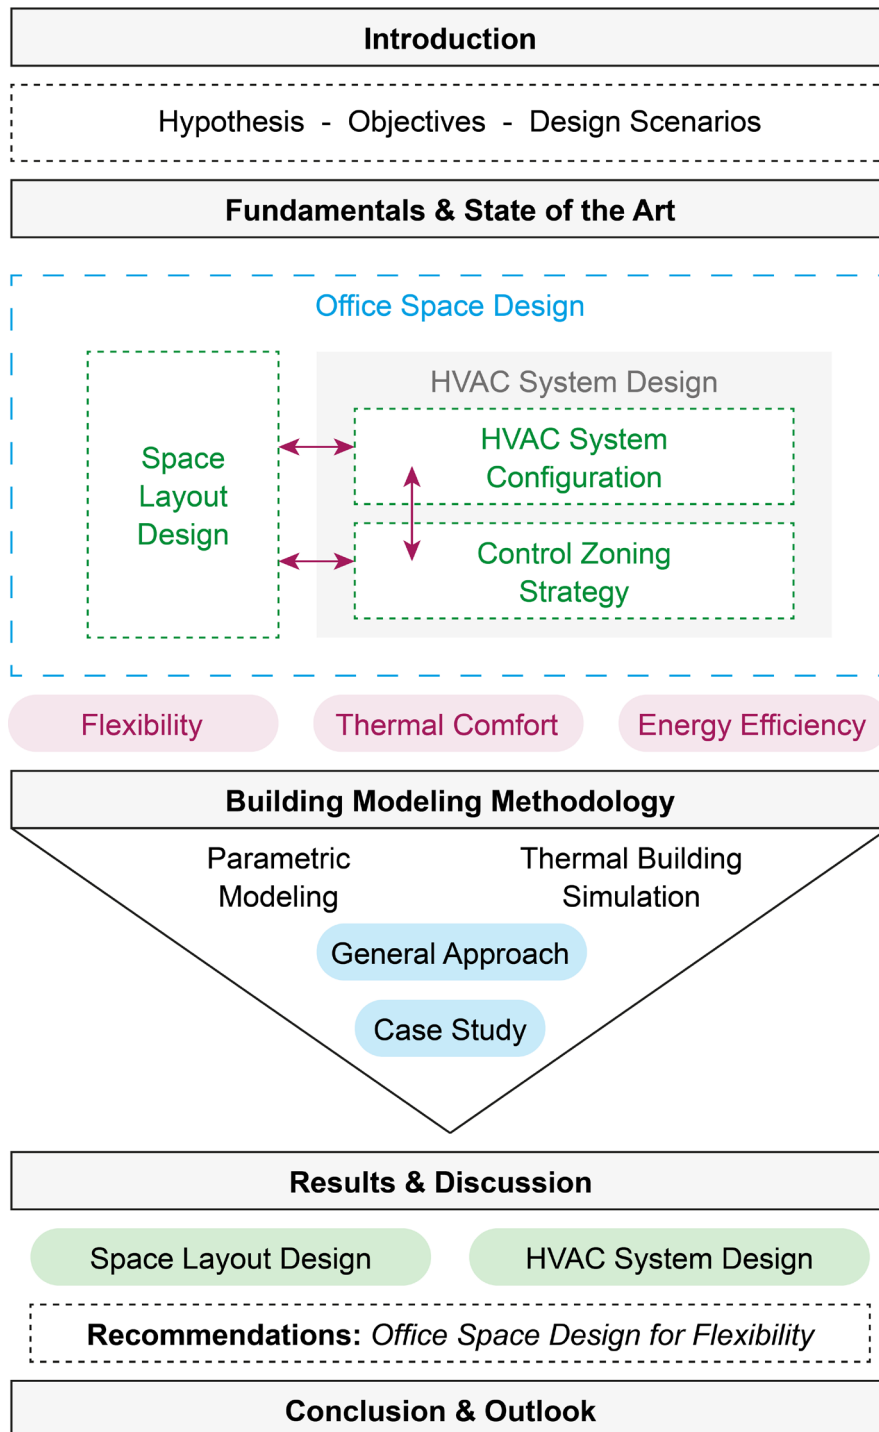 Introduction
Hypothesis - Objectives - Design Scenarios
Fundamentals & State of the Art
Office Space Design
HVAC System Design
Space
Layout
Design
HVAC System
Configuration
Control Zoning
Strategy
Flexibility
Thermal Comfort
Energy Efficiency
Building Modeling Methodology
Parametric
Modeling
Thermal Building
Simulation
General Approach
Case Study
Results & Discussion
Space Layout Design
HVAC System Design
Recommendations: Office Space Design for Flexibility
Conclusion & Outlook